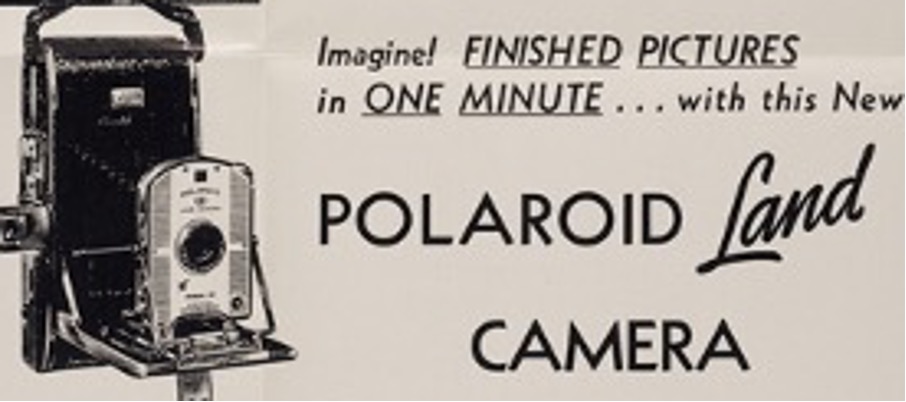 Imagine! FINISHED PICTURES
in ONE MINUTE ... with this New
POLAROID Land
CAMERA